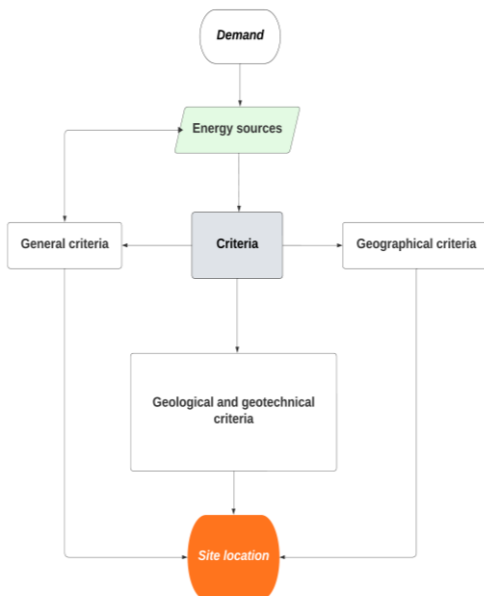 Demand
Energy sources
General criteria
Criteria
Geographical criteria
Geological and geotechnical
criteria
Site location